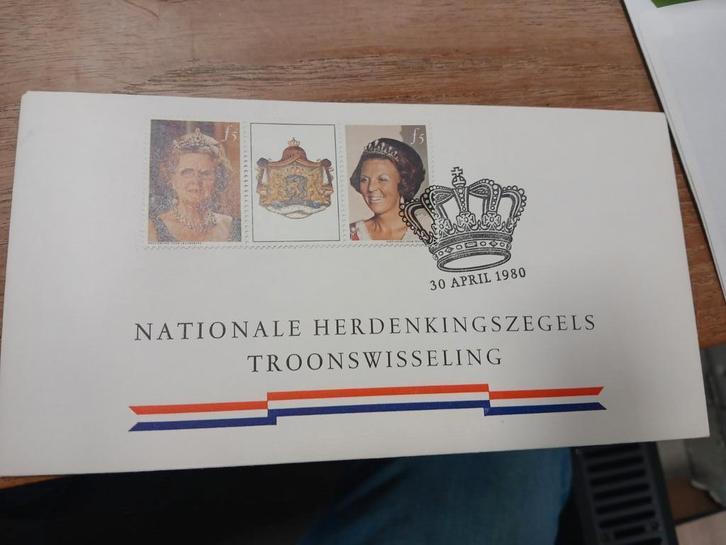 f5
f5
30 APRIL 1980
NATIONALE HERDENKINGSZEGELS
TROONSWISSELING